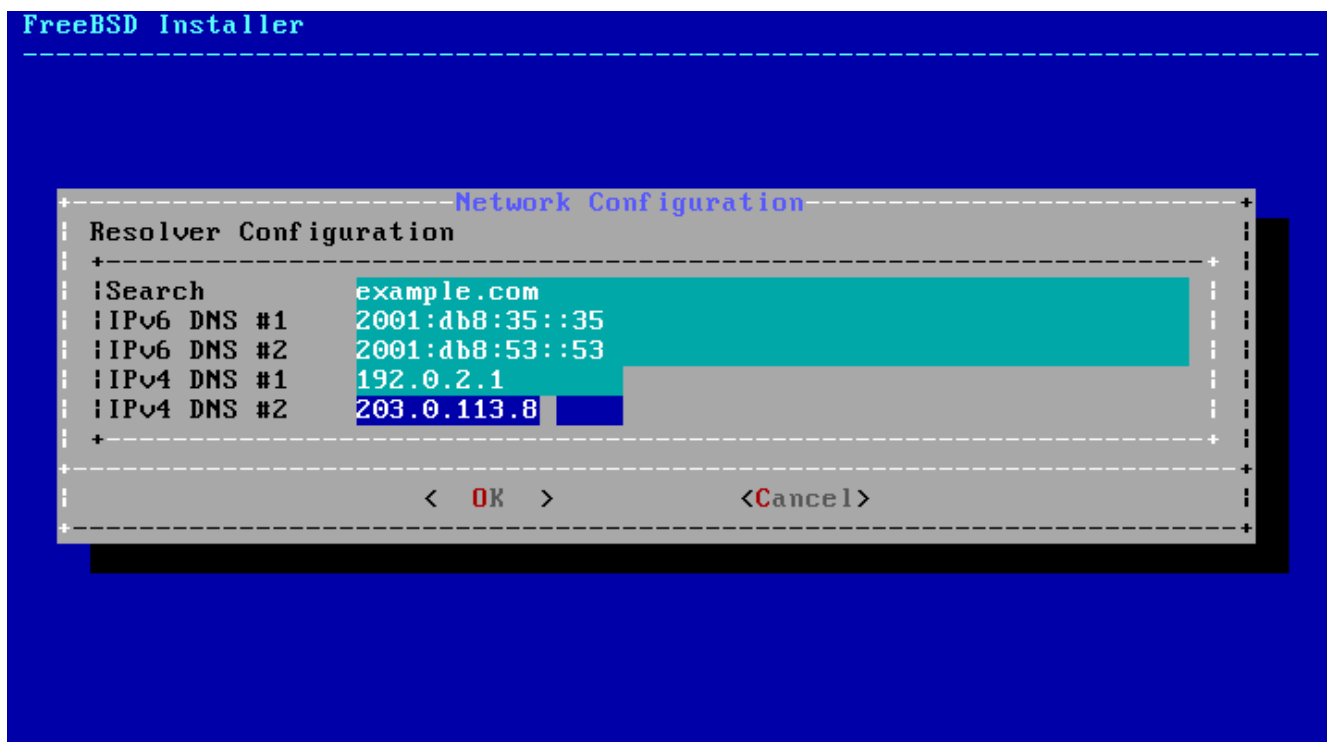 FreeBSD Installer
Network Configuration
Resolver Configuration
Search example.com
IPv6 DNS #1 2001:db8:35::35
IPv6 DNS #2 2001:db8:53::53
IPv4 DNS #1 192.0.2.1
IPv4 DNS #2 203.0.113.8
< OK > <Cancel>